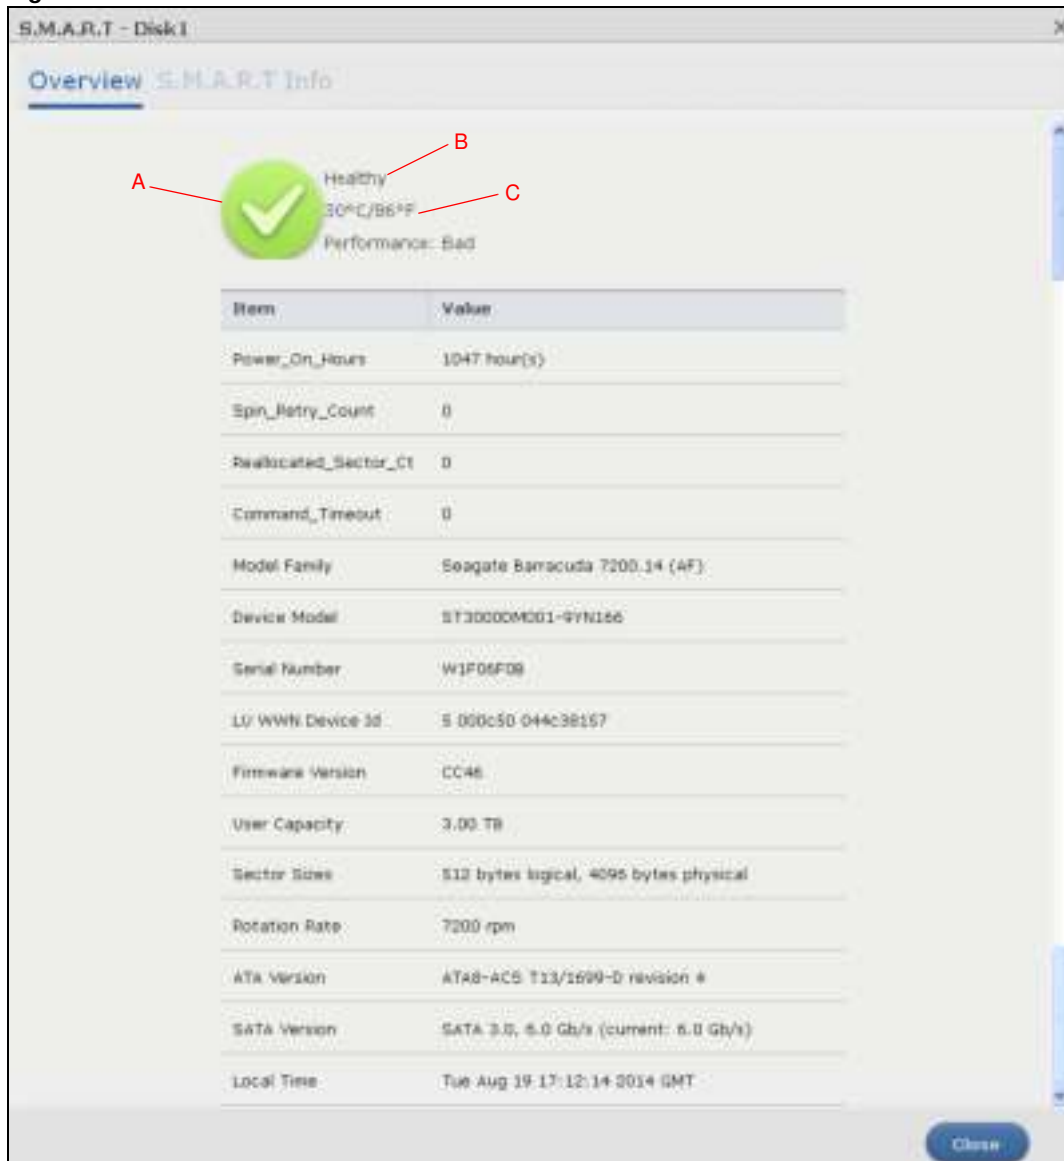 S.M.A.R.T - Disk1
Overview S.M.A.R.T Info
B
A
Healthy
C
30°C/86°F
Performance: Bad
Item Value
Power_On_Hours 1047 hour(s)
Spin_Retry_Count 0
Reallocated_Sector_Ct 0
Command_Timeout 0
Model Family Seagate Barracuda 7200.14 (AF)
Device Model ST3000DM001-9YN166
Serial Number
LU WWN Device Id 5 000c50
Firmware Version CC46
User Capacity 3.00 TB
Sector Sizes 512 bytes logical, 4096 bytes physical
Rotation Rate 7200 rpm
ATA Version ATA8-ACS T13/1699-D revision 4
SATA Version SATA 3.0, 6.0 Gb/s (current: 6.0 Gb/s)
Local Time Tue Aug 19 17:12:14 2014 GMT
Close